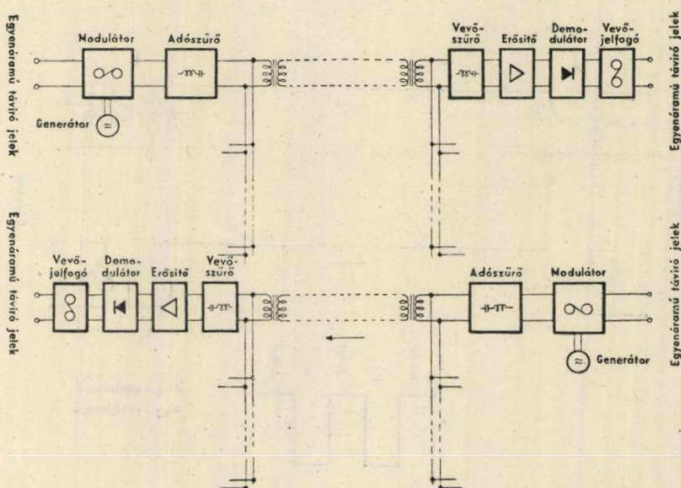 Egyenáramú távíró jelek
Modulátor
Adószűrő
Generátor
Vevő-
szűrő
Erősítő
Demo-
dulátor
Vevő-
jelfogó
Egyenáramú távíró jelek
Egyenáramú távíró jelek
Vevő-
jelfogó
Demo-
dulátor
Erősítő
Vevő-
szűrő
Adószűrő
Modulátor
Generátor
Egyenáramú távíró jelek